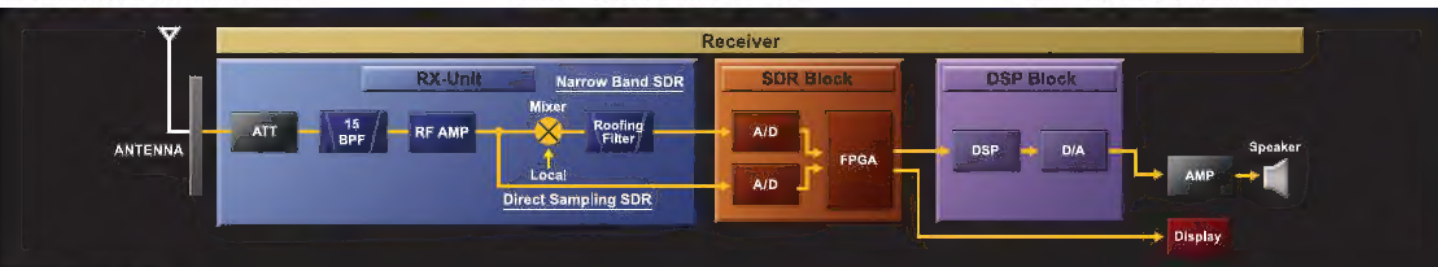 Receiver
RX-Unit
Narrow Band SDR
SDR Block
DSP Block
Mixer
ANTENNA
ATT
15
BPF
RF AMP
Roofing
Filter
Local
Direct Sampling SDR
A/D
A/D
FPGA
DSP
D/A
AMP
Speaker
Display